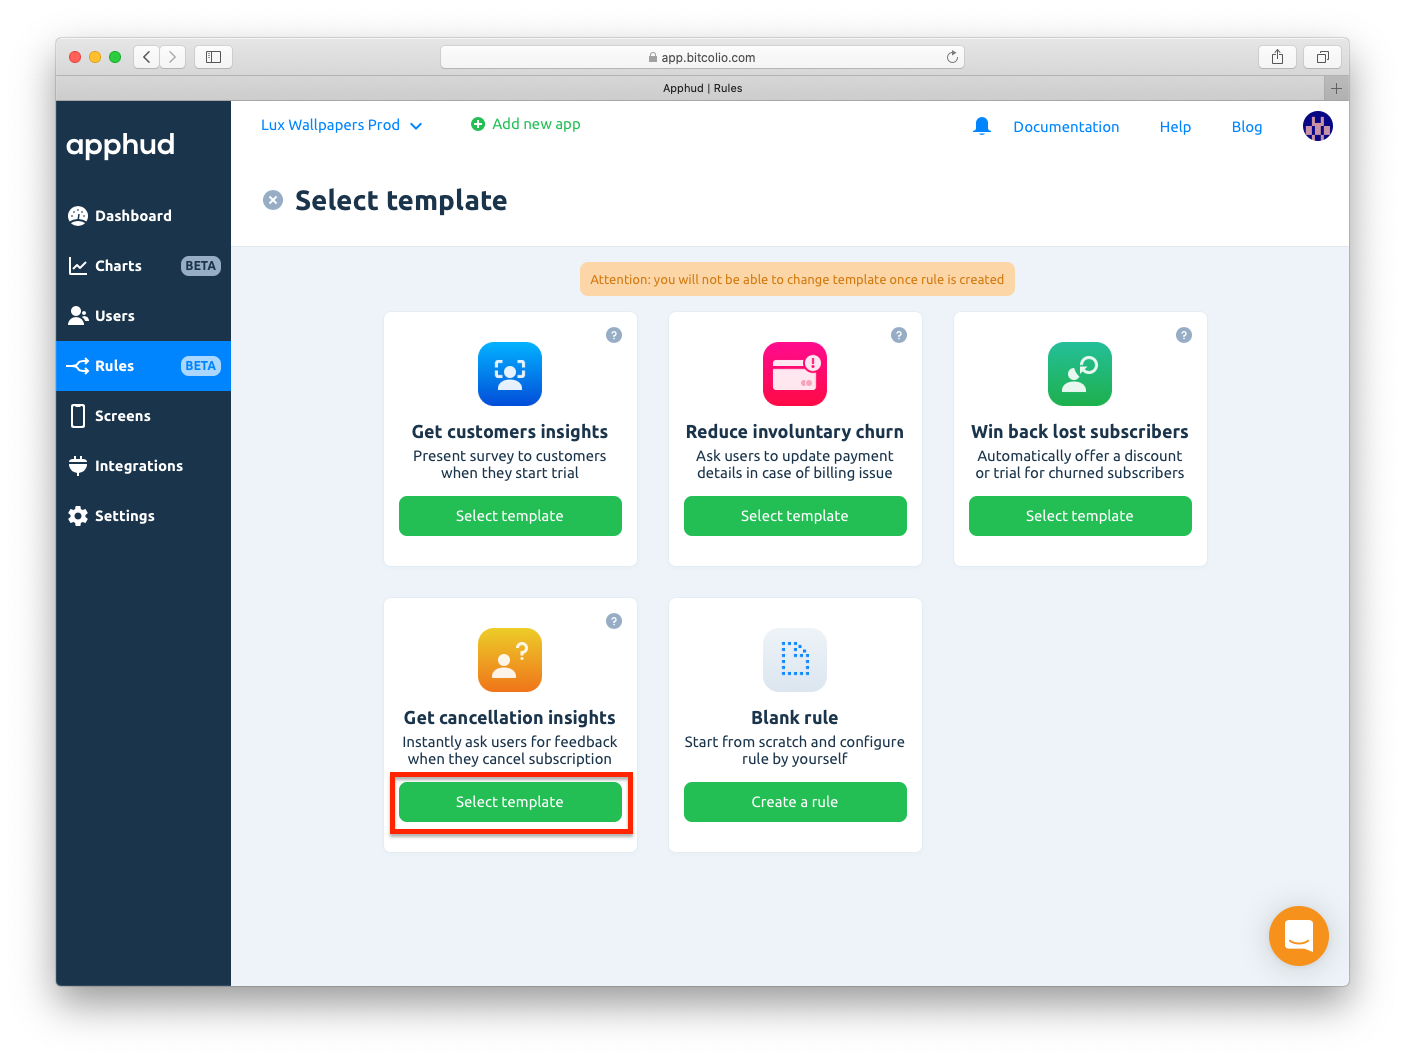 app.bitcolio.com
Apphud | Rules
apphud
Lux Wallpapers Prod
Add new app
Documentation
Help
Blog
Select template
Dashboard
Charts BETA
Users
Rules BETA
Screens
Integrations
Settings
Attention: you will not be able to change template once rule is created
?
Get customers insights
Present survey to customers
when they start trial
Select template
?
!
Reduce involuntary churn
Ask users to update payment
details in case of billing issue
Select template
?
Win back lost subscribers
Automatically offer a discount
or trial for churned subscribers
Select template
?
?
Get cancellation insights
Instantly ask users for feedback
when they cancel subscription
Select template
Blank rule
Start from scratch and configure
rule by yourself
Create a rule